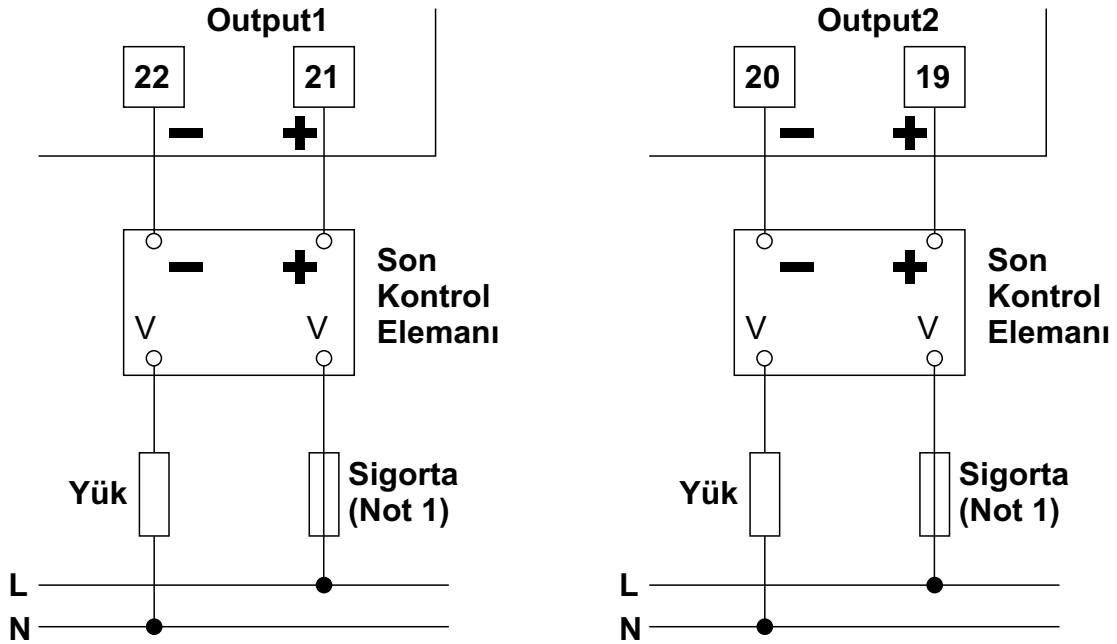 Output1
22
21
− +
Son
Kontrol
Elemanı
− +
V V
Yük
Sigorta
(Not 1)
L
N
Output2
20
19
− +
Son
Kontrol
Elemanı
− +
V V
Yük
Sigorta
(Not 1)
L
N